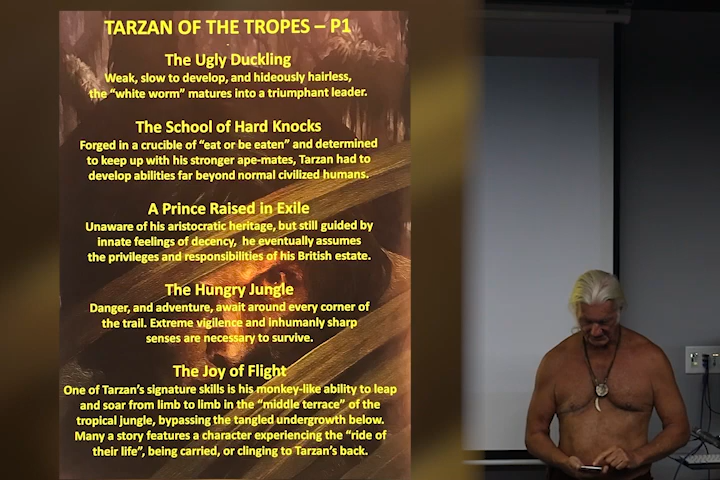 TARZAN OF THE TROPES – P1
The Ugly Duckling
Weak, slow to develop, and hideously hairless,
the “white worm” matures into a triumphant leader.
The School of Hard Knocks
Forged in a crucible of “eat or be eaten” and determined
to keep up with his stronger ape-mates, Tarzan had to
develop abilities far beyond normal civilized humans.
A Prince Raised in Exile
Unaware of his aristocratic heritage, but still guided by
innate feelings of decency,  he eventually assumes
the privileges and responsibilities of his British estate.
The Hungry Jungle
Danger, and adventure, await around every corner of
the trail. Extreme vigilence and inhumanly sharp
senses are necessary to survive.
The Joy of Flight
One of Tarzan’s signature skills is his monkey-like ability to leap
and soar from limb to limb in the “middle terrace” of the
tropical jungle, bypassing the tangled undergrowth below.
Many a story features a character experiencing the “ride of
their life”, being carried, or clinging to Tarzan’s back.